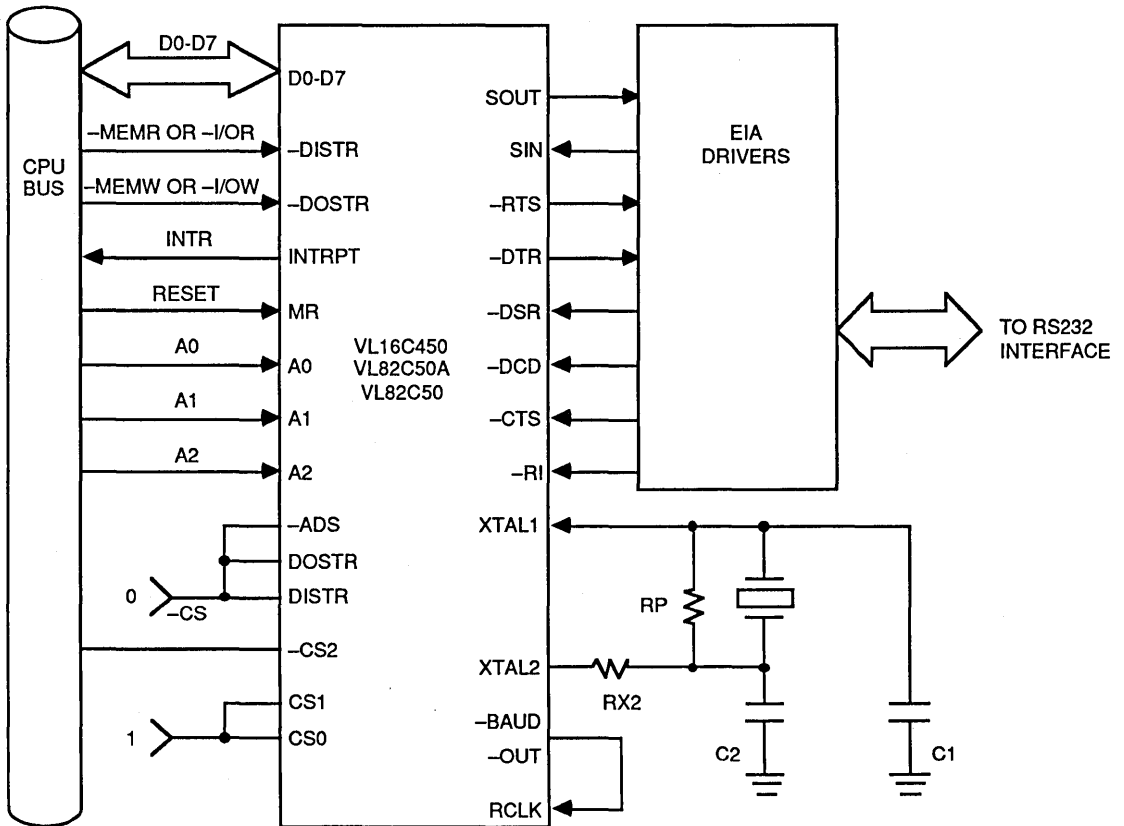 CPU
BUS
D0-D7
–MEMR OR –I/OR
–MEMW OR –I/OW
INTR
RESET
A0
A1
A2
0
–CS
1
D0-D7
–DISTR
–DOSTR
INTRPT
MR
A0
A1
A2
–ADS
DOSTR
DISTR
–CS2
CS1
CS0
VL16C450
VL82C50A
VL82C50
SOUT
SIN
–RTS
–DTR
–DSR
–DCD
–CTS
–RI
XTAL1
XTAL2
–BAUD
–OUT
RCLK
EIA
DRIVERS
TO RS232
INTERFACE
RP
RX2
C2
C1